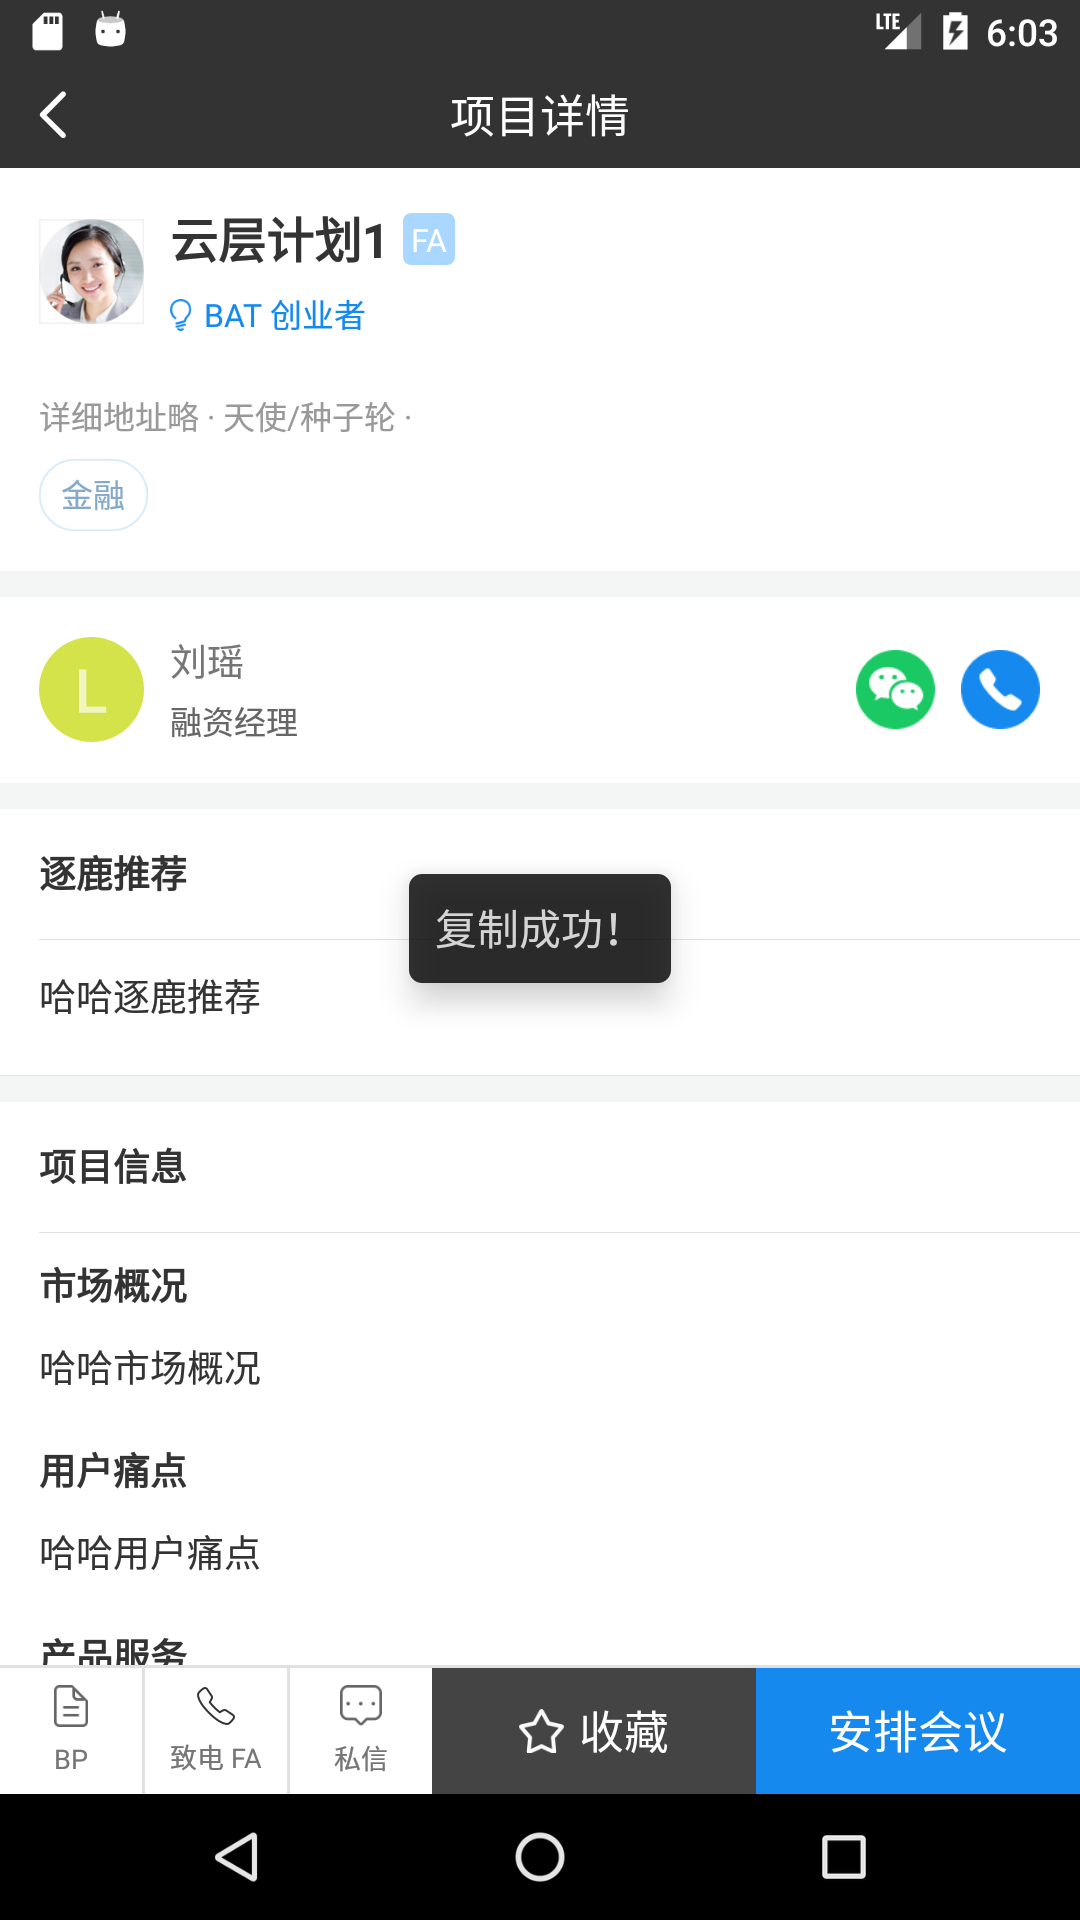 LTE 6:03
项目详情
云层计划1 FA
BAT 创业者
详细地址略 · 天使/种子轮 ·
金融
L
刘瑶
融资经理
逐鹿推荐
复制成功！
哈哈逐鹿推荐
项目信息
市场概况
哈哈市场概况
用户痛点
哈哈用户痛点
产品服务
BP
致电 FA
私信
收藏
安排会议